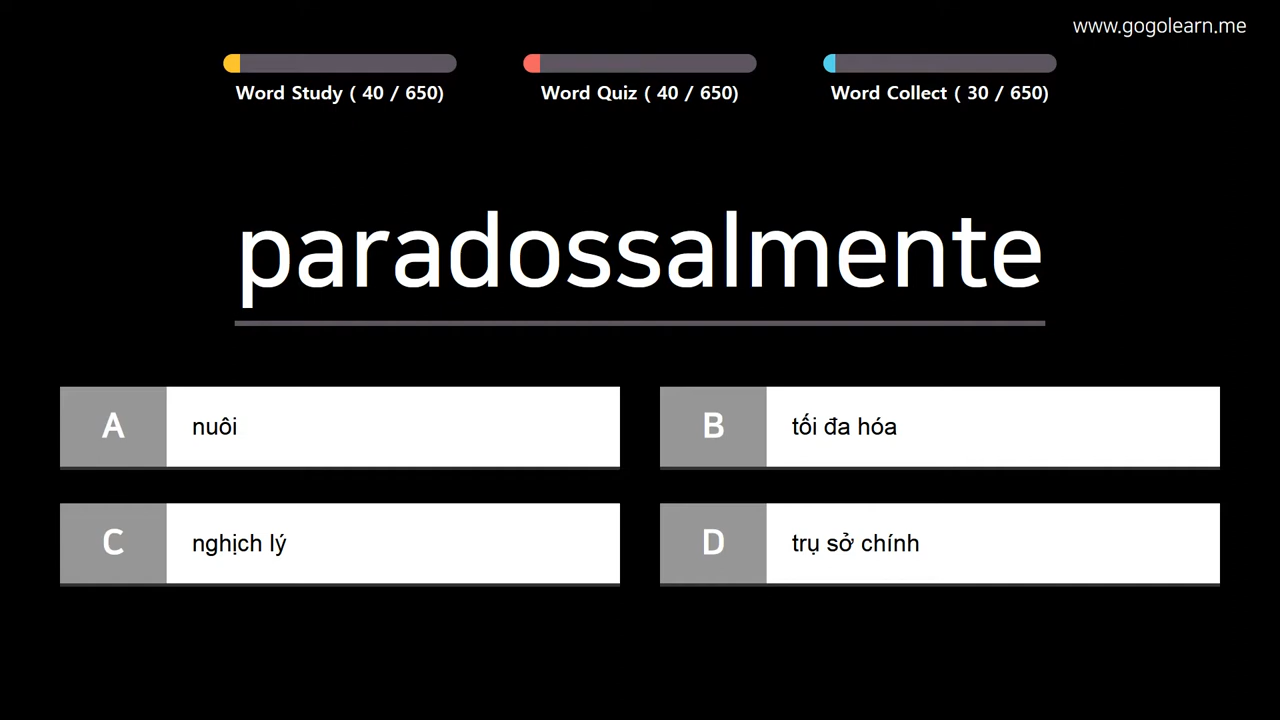 www.gogolearn.me
Word Study ( 40 / 650)
Word Quiz ( 40 / 650)
Word Collect ( 30 / 650)
paradossalmente
A nuôi
B tối đa hóa
C nghịch lý
D trụ sở chính